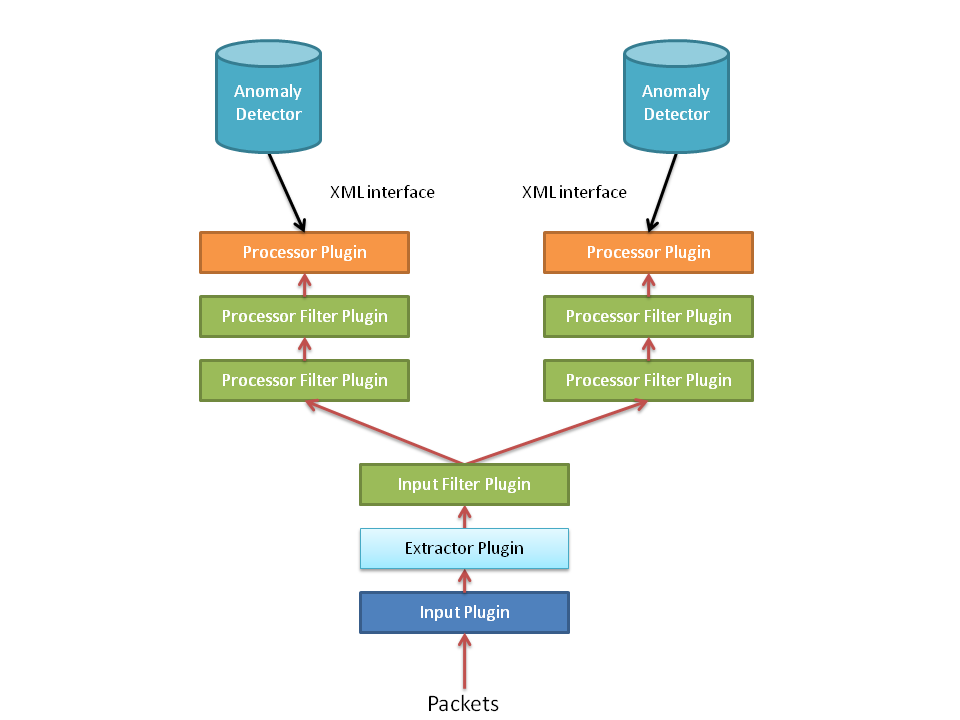 Anomaly
Detector
Anomaly
Detector
XML interface
XML interface
Processor Plugin
Processor Plugin
Processor Filter Plugin
Processor Filter Plugin
Processor Filter Plugin
Processor Filter Plugin
Input Filter Plugin
Extractor Plugin
Input Plugin
Packets